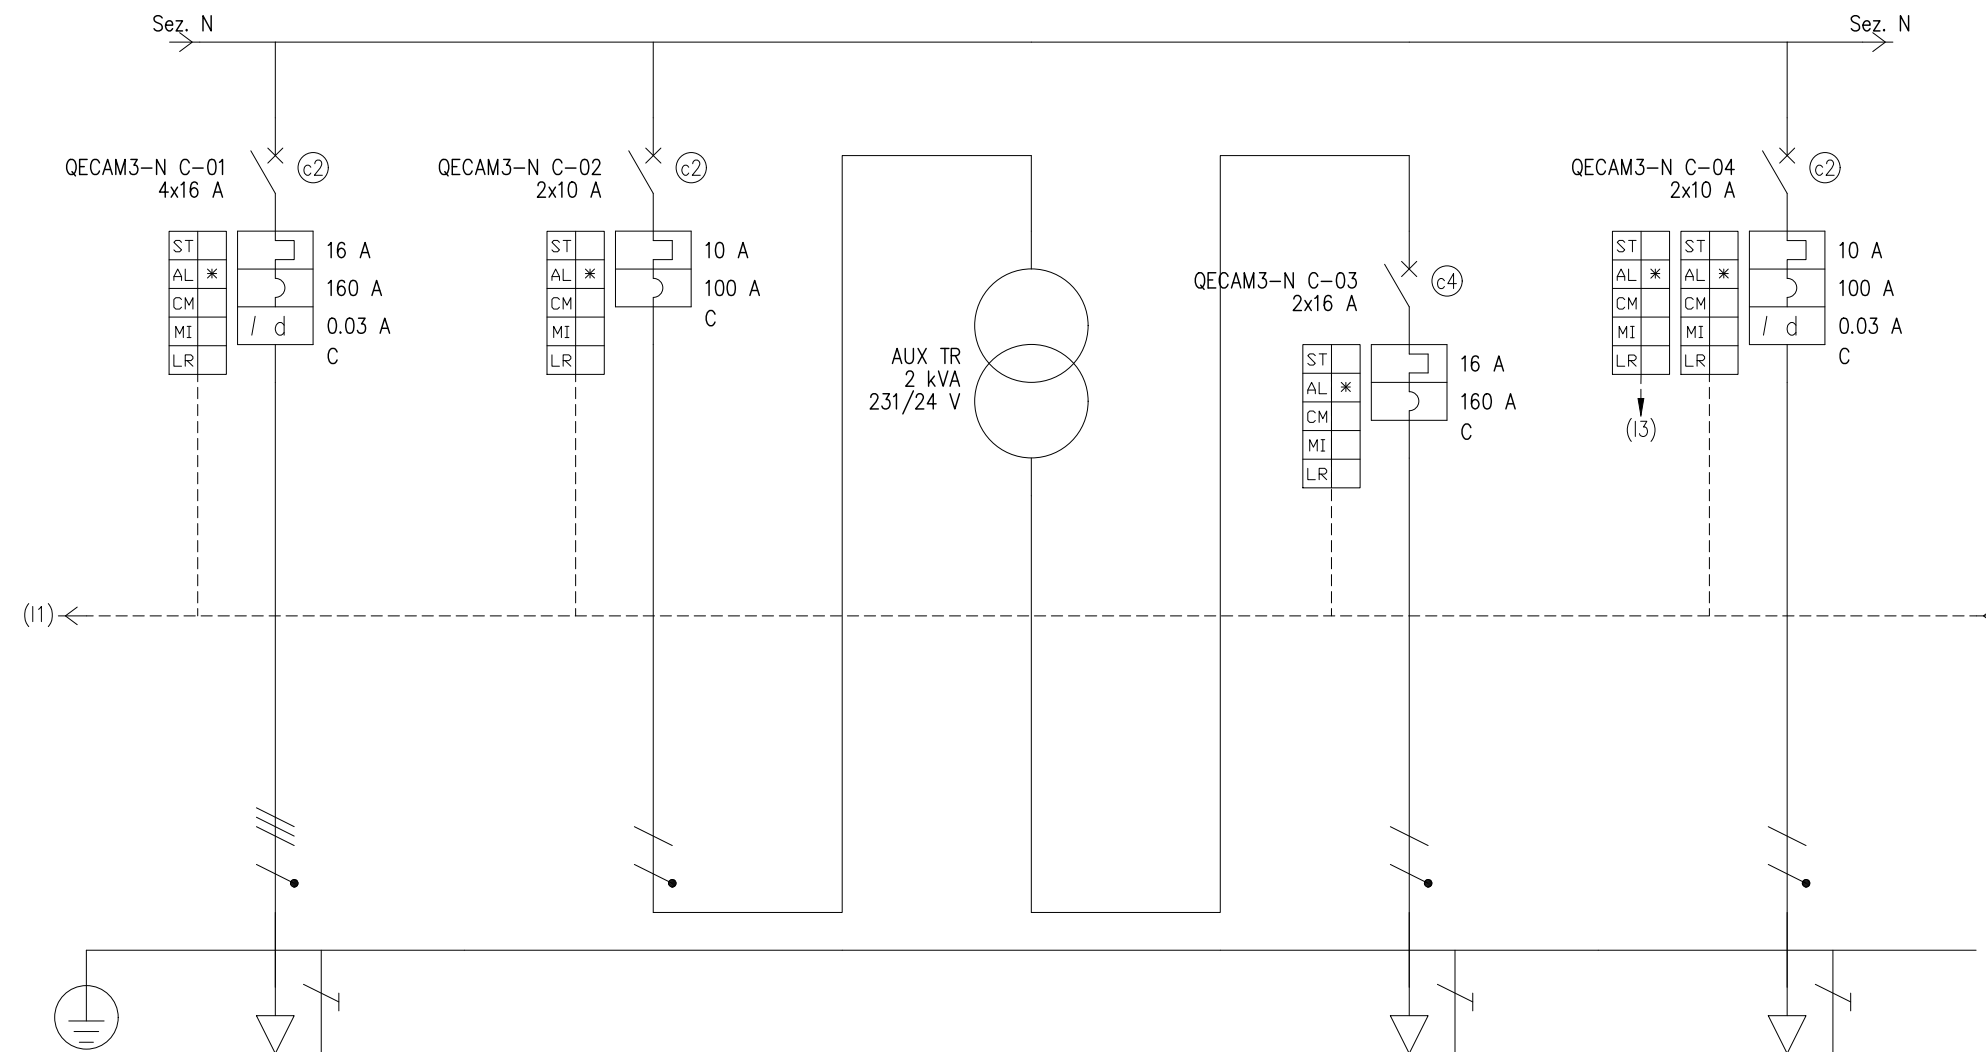 Sez. N
Sez. N
QECAM3-N C-01
4x16 A
c2
ST
AL *
CM
MI
LR
16 A
160 A
I d
0.03 A
C
QECAM3-N C-02
2x10 A
c2
ST
AL *
CM
MI
LR
10 A
100 A
C
AUX TR
2 kVA
231/24 V
QECAM3-N C-03
2x16 A
c4
ST
AL *
CM
MI
LR
16 A
160 A
C
QECAM3-N C-04
2x10 A
c2
ST
AL *
CM
MI
LR
(I3)
ST
AL *
CM
MI
LR
10 A
100 A
I d
0.03 A
C
(I1)